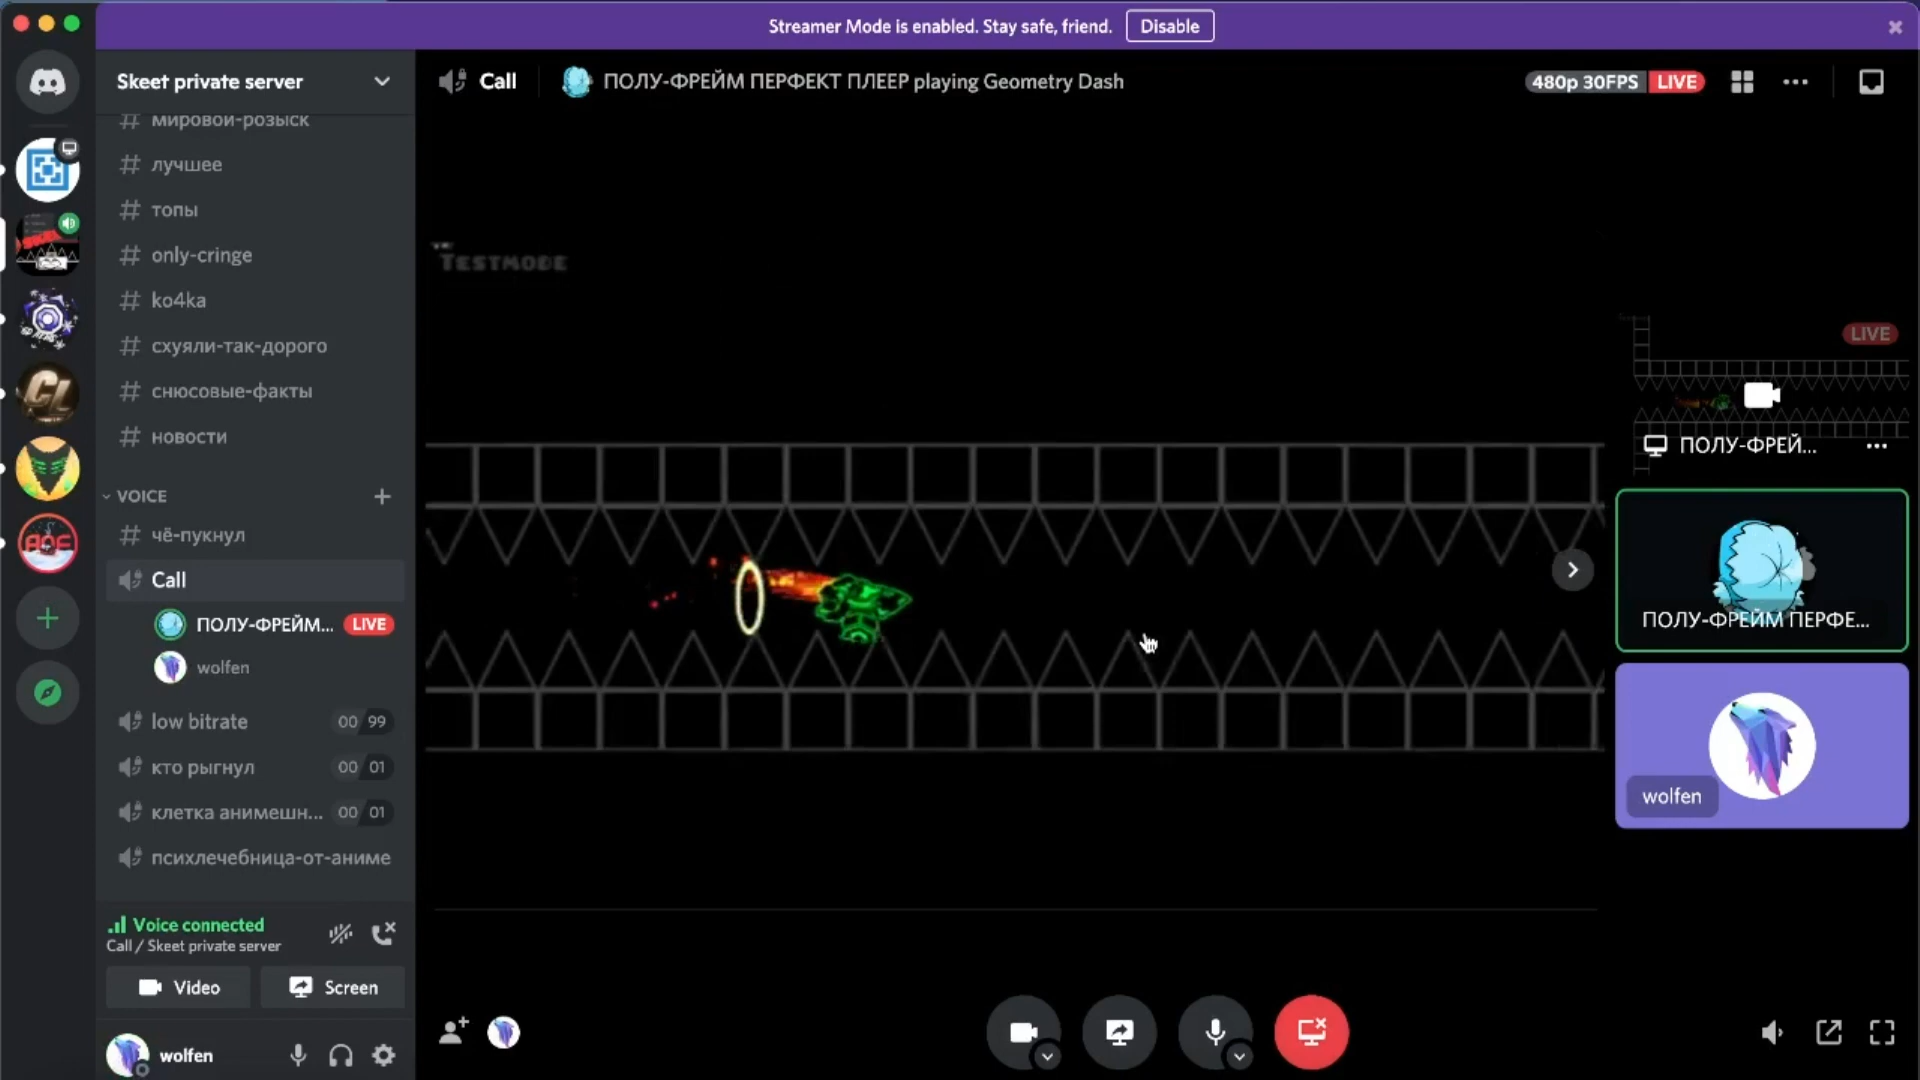 Streamer Mode is enabled. Stay safe, friend.
Disable
Skeet private server
Call
ПОЛУ-ФРЕЙМ ПЕРФЕКТ ПЛЕЕР playing Geometry Dash
480p 30FPS
LIVE
мировой-розыск
лучшее
топы
only-cringe
ko4ka
схуяли-так-дорого
снюсовые-факты
новости
VOICE
чё-пукнул
Call
ПОЛУ-ФРЕЙМ...
LIVE
wolfen
low bitrate
00 99
кто рыгнул
00 01
клетка анимешн...
00 01
психлечебница-от-аниме
Voice connected
Call / Skeet private server
Video
Screen
wolfen
TESTMODE
LIVE
ПОЛУ-ФРЕЙ...
ПОЛУ-ФРЕЙМ ПЕРФЕ...
wolfen
CL